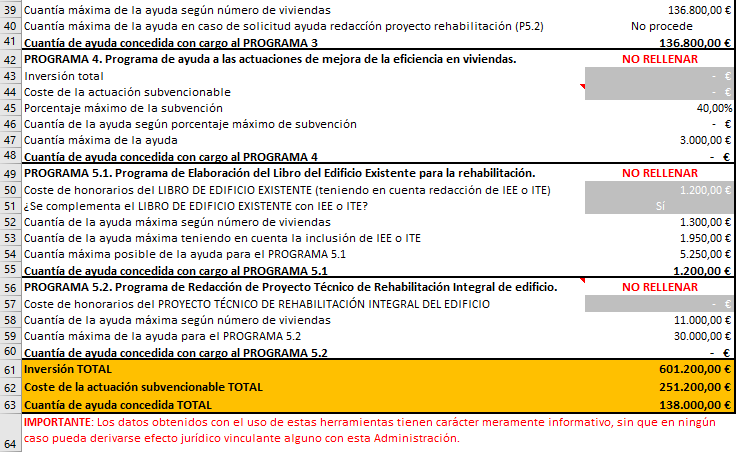 39 Cuantía máxima de la ayuda según número de viviendas 136.800,00 €
40 Cuantía máxima de la ayuda en caso de solicitud ayuda redacción proyecto rehabilitación (P5.2) No procede
41 Cuantía de ayuda concedida con cargo al PROGRAMA 3 136.800,00 €
42 PROGRAMA 4. Programa de ayuda a las actuaciones de mejora de la eficiencia en viviendas. NO RELLENAR
43 Inversión total - €
44 Coste de la actuación subvencionable - €
45 Porcentaje máximo de la subvención 40,00%
46 Cuantía de la ayuda según porcentaje máximo de subvención - €
47 Cuantía máxima de la ayuda 3.000,00 €
48 Cuantía de ayuda concedida con cargo al PROGRAMA 4 - €
49 PROGRAMA 5.1. Programa de Elaboración del Libro del Edificio Existente para la rehabilitación. NO RELLENAR
50 Coste de honorarios del LIBRO DE EDIFICIO EXISTENTE (teniendo en cuenta redacción de IEE o ITE) 1.200,00 €
51 ¿Se complementa el LIBRO DE EDIFICIO EXISTENTE con IEE o ITE? Sí
52 Cuantía de la ayuda máxima según número de viviendas 1.300,00 €
53 Cuantía de la ayuda máxima teniendo en cuenta la inclusión de IEE o ITE 1.950,00 €
54 Cuantía máxima posible de la ayuda para el PROGRAMA 5.1 5.250,00 €
55 Cuantía de ayuda concedida con cargo al PROGRAMA 5.1 1.200,00 €
56 PROGRAMA 5.2. Programa de Redacción de Proyecto Técnico de Rehabilitación Integral de edificio. NO RELLENAR
57 Coste de honorarios del PROYECTO TÉCNICO DE REHABILITACIÓN INTEGRAL DEL EDIFICIO - €
58 Cuantía de la ayuda máxima según número de viviendas 11.000,00 €
59 Cuantía máxima de la ayuda para el PROGRAMA 5.2 30.000,00 €
60 Cuantía de ayuda concedida con cargo al PROGRAMA 5.2 - €
61 Inversión TOTAL 601.200,00 €
62 Coste de la actuación subvencionable TOTAL 251.200,00 €
63 Cuantía de ayuda concedida TOTAL 138.000,00 €
IMPORTANTE: Los datos obtenidos con el uso de estas herramientas tienen carácter meramente informativo, sin que en ningún
64 caso pueda derivarse efecto jurídico vinculante alguno con esta Administración.